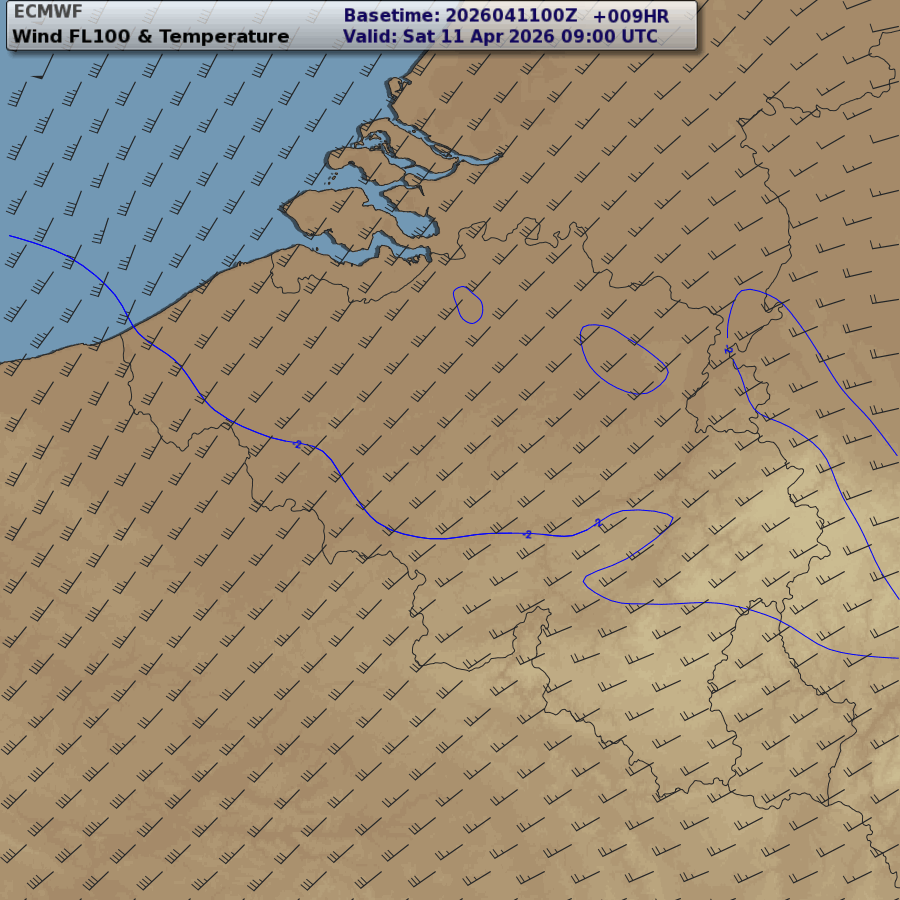 ECMWF
Wind FL100 & Temperature
Basetime: 2026041100Z +009HR
Valid: Sat 11 Apr 2026 09:00 UTC
-2
-2
-2